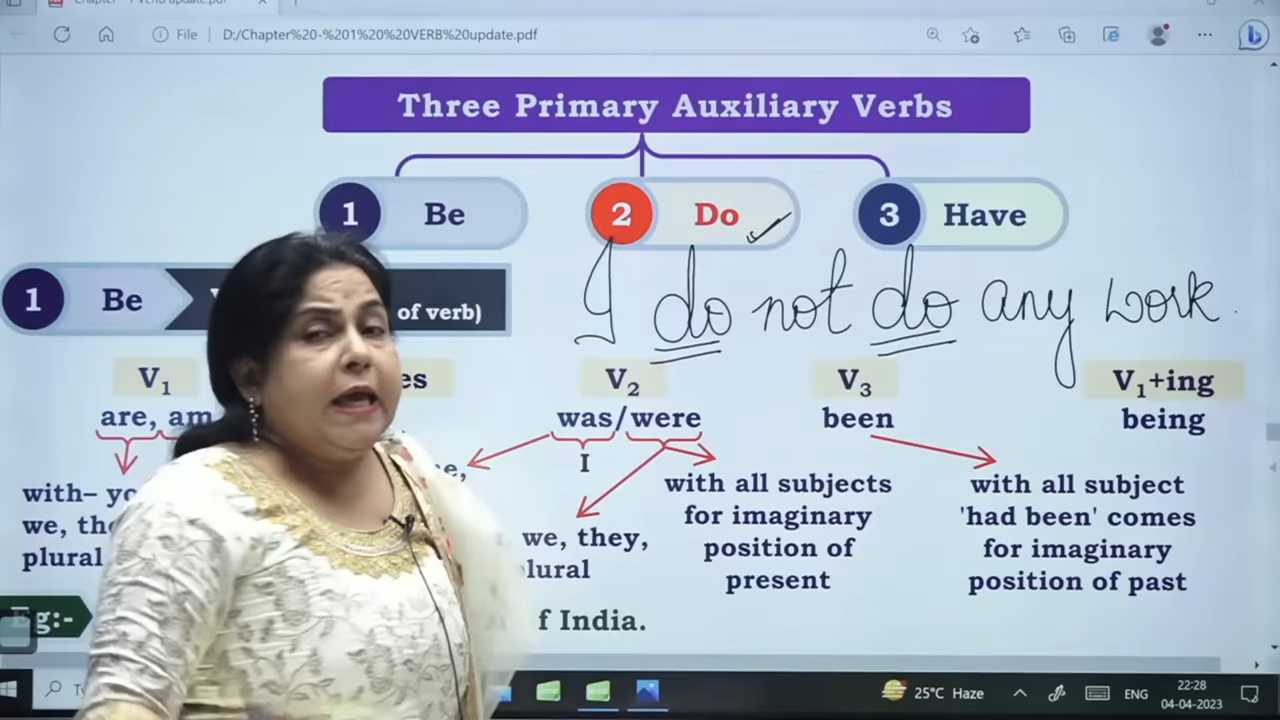 File D:/Chapter%20-%201%20%20VERB%20update.pdf
Three Primary Auxiliary Verbs
1 Be 2 Do 3 Have
I do not do any work.
1 Be of verb)
V₁ es V₂ V₃ V₁+ing
are, am was/were been being
I
with all subjects with all subject
with–
we, for imaginary 'had been' comes
we, they, position of for imaginary
plural lural present position of past
Eg:- f India.
25°C Haze ENG 22:28
04-04-2023